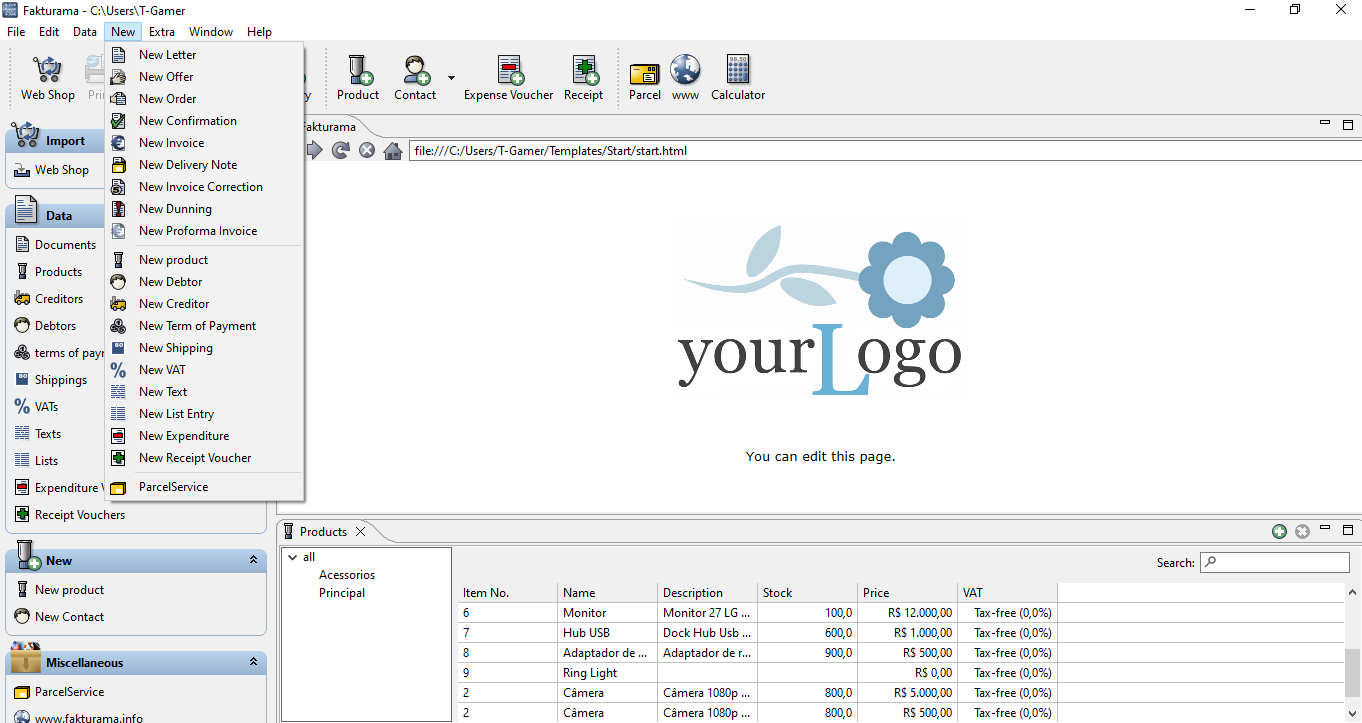 Fakturama - C:\Users\T-Gamer
File Edit Data New Extra Window Help
Web Shop
Product Contact Expense Voucher Receipt Parcel www Calculator
New Letter
New Offer
New Order
New Confirmation
New Invoice
New Delivery Note
New Invoice Correction
New Dunning
New Proforma Invoice
New product
New Debtor
New Creditor
New Term of Payment
New Shipping
New VAT
New Text
New List Entry
New Expenditure
New Receipt Voucher
ParcelService
Import
Web Shop
Data
Documents
Products
Creditors
Debtors
terms of payr
Shippings
VATs
Texts
Lists
Expenditure V
Receipt Vouchers
New
New product
New Contact
Miscellaneous
ParcelService
www.fakturama.info
Fakturama
file:///C:/Users/T-Gamer/Templates/Start/start.html
yourLogo
You can edit this page.
Products
all
Acessorios
Principal
Search:
Item No. Name Description Stock Price VAT
6 Monitor Monitor 27 LG ... 100,0 R$ 12.000,00 Tax-free (0,0%)
7 Hub USB Dock Hub Usb ... 600,0 R$ 1.000,00 Tax-free (0,0%)
8 Adaptador de ... Adaptador de r... 900,0 R$ 500,00 Tax-free (0,0%)
9 Ring Light R$ 0,00 Tax-free (0,0%)
2 Câmera Câmera 1080p ... 800,0 R$ 5.000,00 Tax-free (0,0%)
2 Câmera Câmera 1080p ... 800,0 R$ 500,00 Tax-free (0,0%)